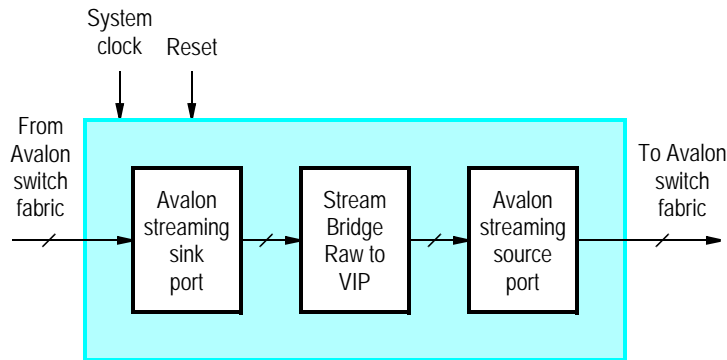 System
clock
Reset
From
Avalon
switch
fabric
Avalon
streaming
sink
port
Stream
Bridge
Raw to
VIP
Avalon
streaming
source
port
To Avalon
switch
fabric